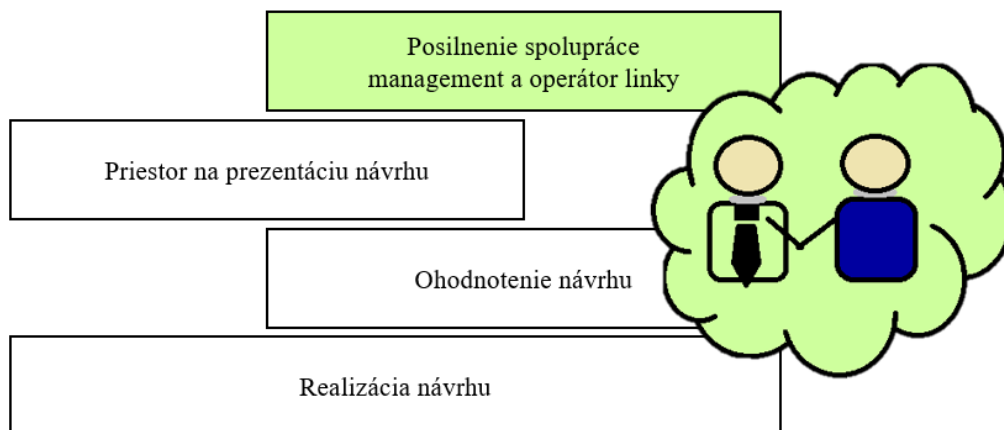 Posilnenie spolupráce
management a operátor linky
Priestor na prezentáciu návrhu
Ohodnotenie návrhu
Realizácia návrhu